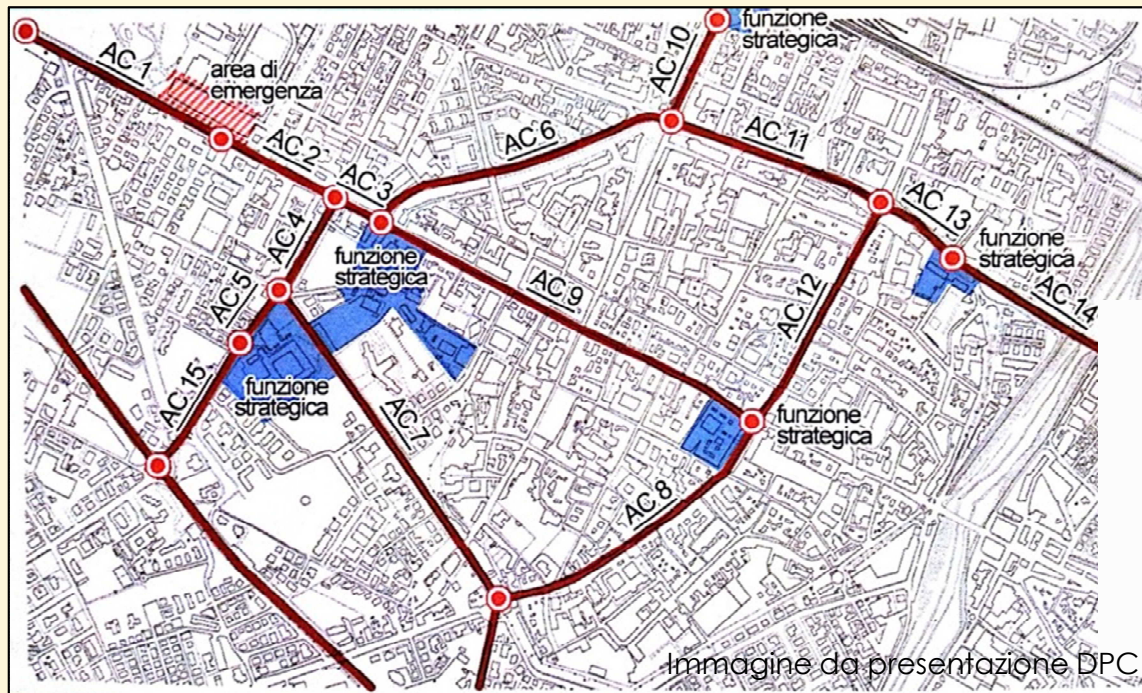 funzione
strategica
AC 10
AC 1
area di
emergenza
AC 2
AC 3
AC 6
AC 11
AC 4
AC 13
funzione
strategica
funzione
strategica
AC 5
AC 9
AC 12
AC 14
AC 15
funzione
strategica
AC 7
funzione
strategica
AC 8
Immagine da presentazione DPC